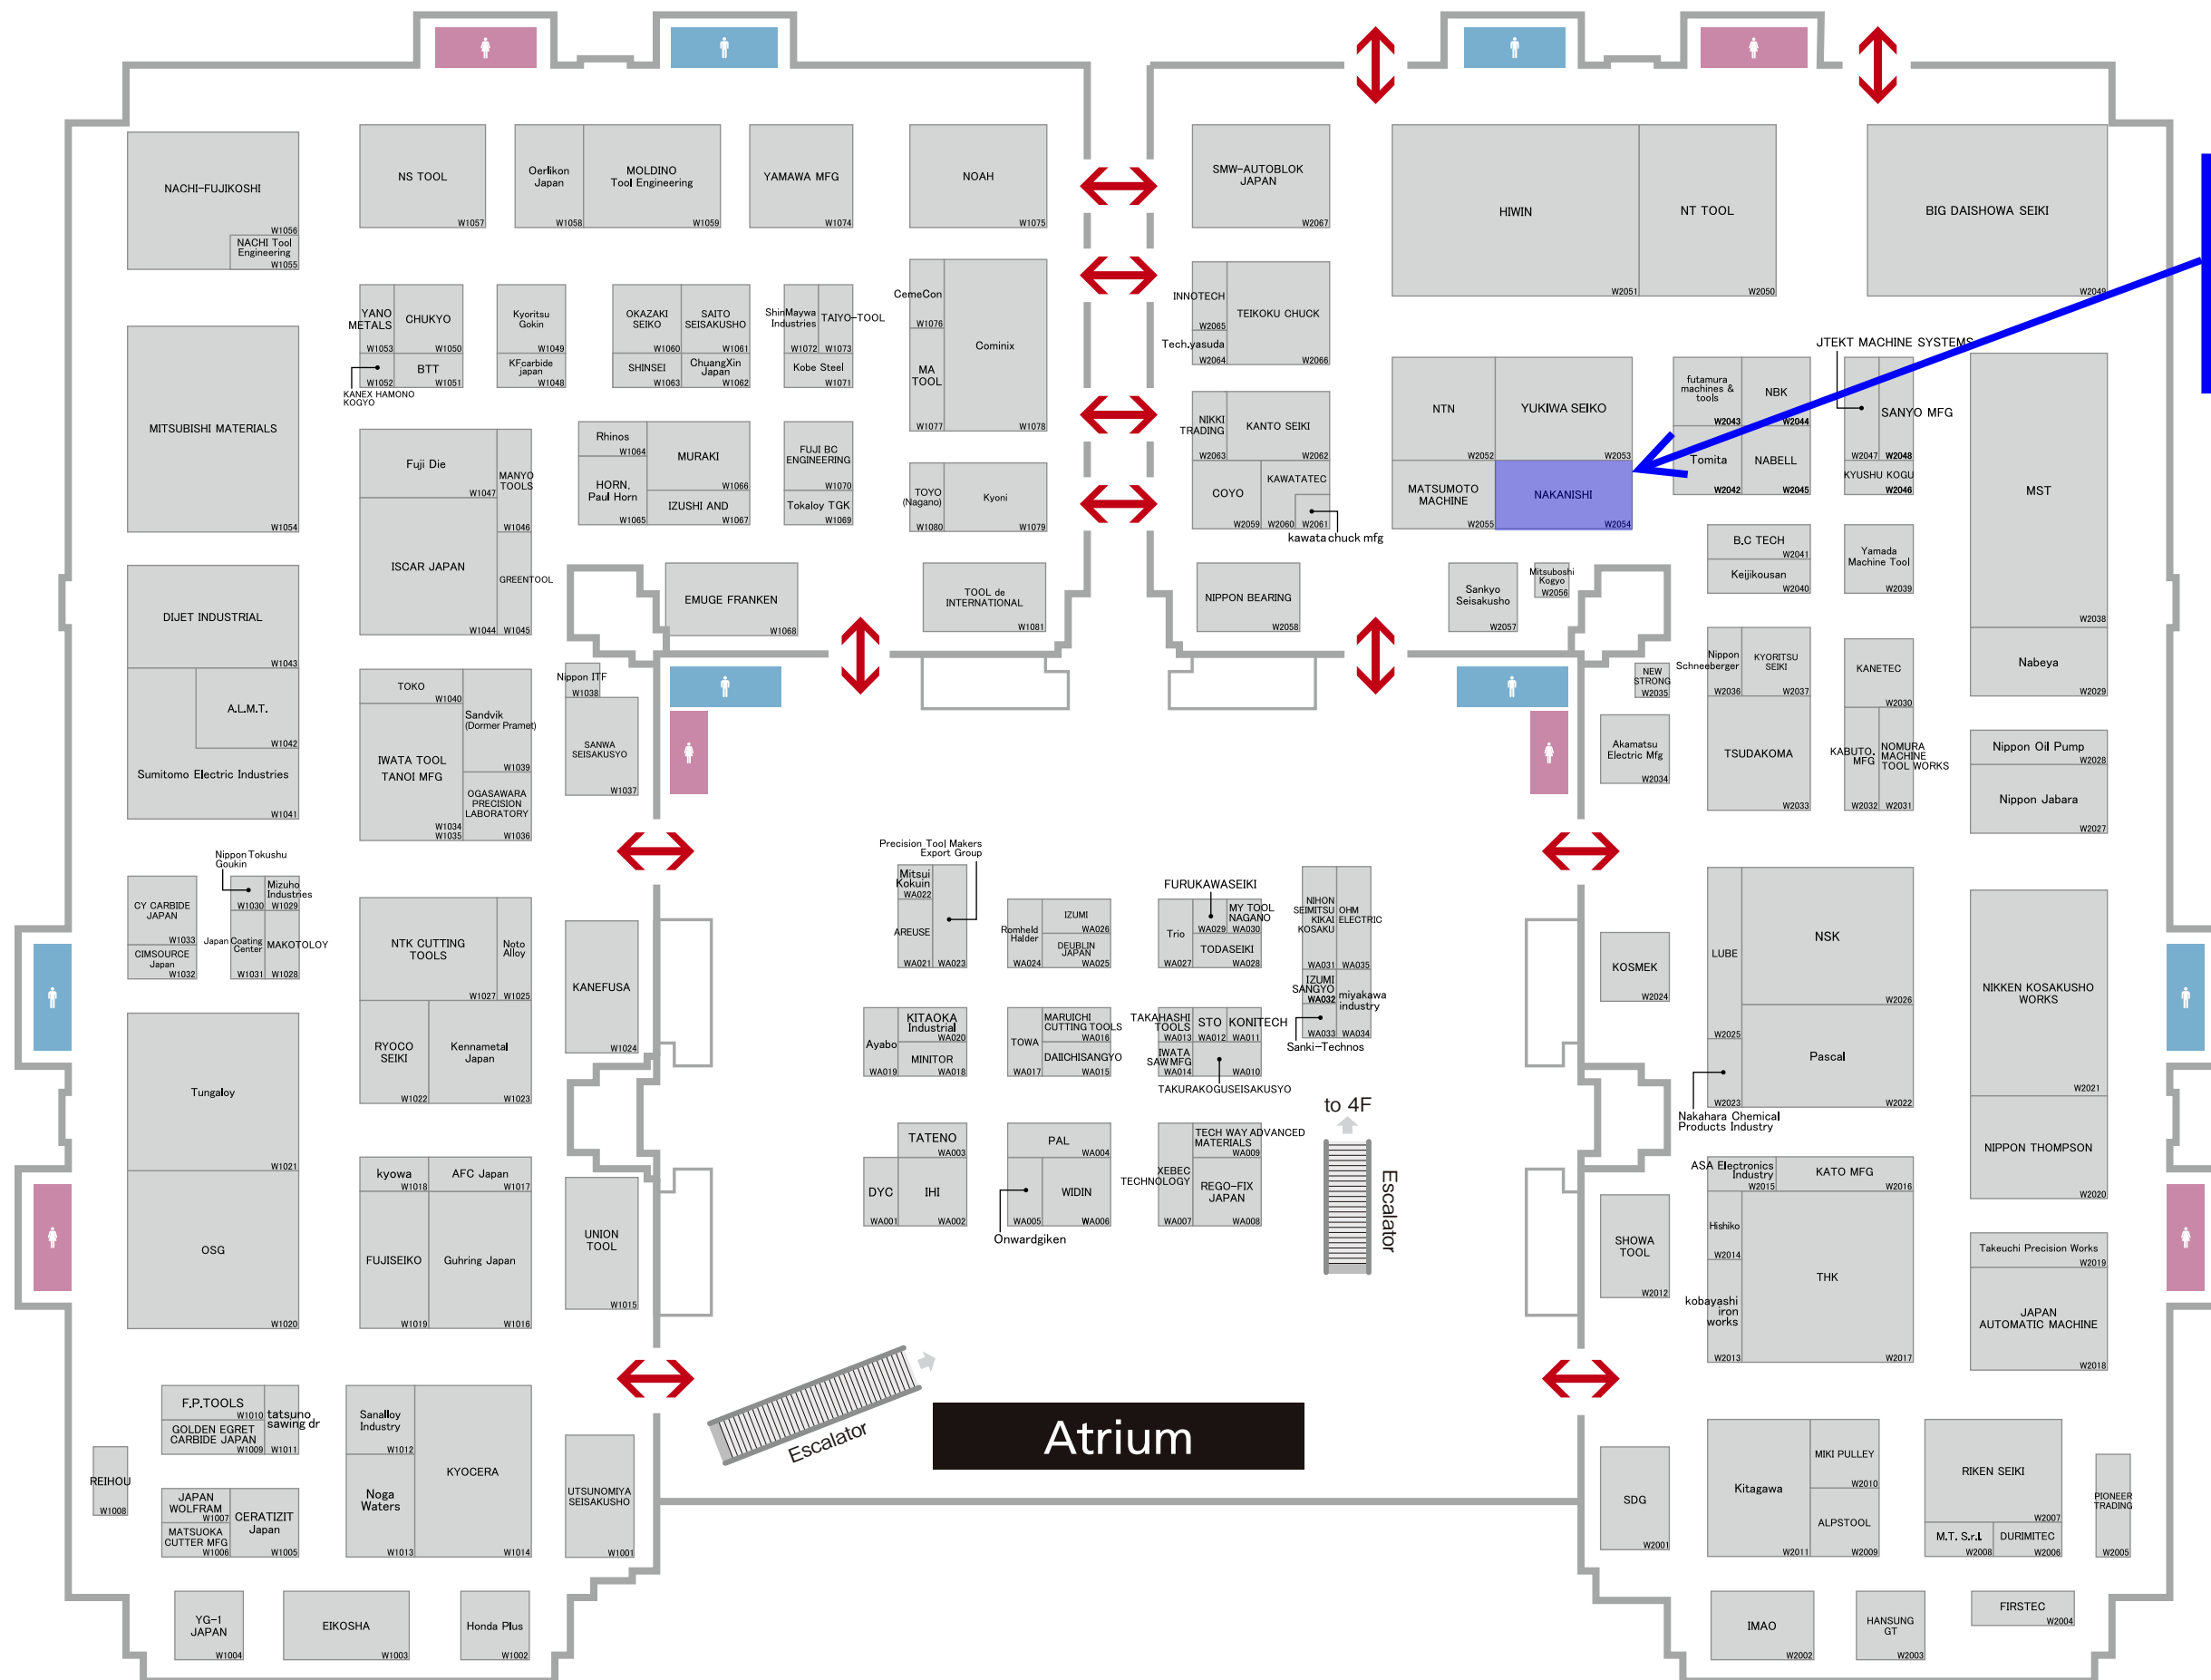 NACHI-FUJIKOSHI
W1056
NACHI Tool
Engineering
W1055
NS TOOL
W1057
Oerlikon
Japan
W1058
MOLDINO
Tool Engineering
W1059
YAMAWA MFG
W1074
NOAH
W1075
SMW-AUTOBLOK
JAPAN
W2067
HIWIN
W2051
NT TOOL
W2050
BIG DAISHOWA SEIKI
W2049
MITSUBISHI MATERIALS
W1054
YANO
METALS
W1053
CHUKYO
W1050
W1052
KANEX HAMONO
KOGYO
BTT
W1051
Kyoritsu
Gokin
W1049
KFcarbide
japan
W1048
OKAZAKI
SEIKO
W1060
SAITO
SEISAKUSHO
W1061
SHINSEI
W1063
ChuangXin
Japan
W1062
ShinMaywa
Industries
W1072
TAIYO-TOOL
W1073
Kobe Steel
W1071
CemeCon
W1076
MA
TOOL
W1077
Cominix
W1078
INNOTECH
W2065
Tech.yasuda
W2064
TEIKOKU CHUCK
W2066
NIKKI
TRADING
W2063
KANTO SEIKI
W2062
COYO
W2059
KAWATATEC
W2060
W2061
kawata chuck mfg
NTN
W2052
YUKIWA SEIKO
W2053
MATSUMOTO
MACHINE
W2055
NAKANISHI
W2054
futamura
machines &
tools
W2043
NBK
W2044
Tomita
W2042
NABELL
W2045
JTEKT MACHINE SYSTEMS
W2047
SANYO MFG
W2048
KYUSHU KOGU
W2046
MST
W2038
Nabeya
W2029
Fuji Die
W1047
MANYO
TOOLS
W1046
ISCAR JAPAN
W1044
GREENTOOL
W1045
Rhinos
W1064
HORN,
Paul Horn
W1065
MURAKI
W1066
IZUSHI AND
W1067
FUJI BC
ENGINEERING
W1070
Tokaloy TGK
W1069
TOYO
(Nagano)
W1080
Kyoni
W1079
EMUGE FRANKEN
W1068
TOOL de
INTERNATIONAL
W1081
NIPPON BEARING
W2058
Sankyo
Seisakusho
W2057
Mitsuboshi
Kogyo
W2056
B.C TECH
W2041
Keijikousan
W2040
Yamada
Machine Tool
W2039
DIJET INDUSTRIAL
W1043
A.L.M.T.
W1042
Sumitomo Electric Industries
W1041
TOKO
W1040
Sandvik
(Dormer Pramet)
W1039
IWATA TOOL
TANOI MFG
W1034
W1035
OGASAWARA
PRECISION
LABORATORY
W1036
Nippon ITF
W1038
SANWA
SEISAKUSYO
W1037
NEW
STRONG
W2035
Akamatsu
Electric Mfg
W2034
Nippon
Schneeberger
W2036
KYORITSU
SEIKI
W2037
TSUDAKOMA
W2033
KANETEC
W2030
KABUTO.
MFG
W2032
NOMURA
MACHINE
TOOL WORKS
W2031
Nippon Oil Pump
W2028
Nippon Jabara
W2027
Nippon Tokushu
Goukin
W1030
Mizuho
Industries
W1029
CY CARBIDE
JAPAN
W1033
CIMSOURCE
Japan
W1032
Japan Coating
Center
W1031
MAKOTOLOY
W1028
NTK CUTTING
TOOLS
W1027
Noto
Alloy
W1025
RYOCO
SEIKI
W1022
Kennametal
Japan
W1023
KANEFUSA
W1024
Precision Tool Makers
Export Group
Mitsui
Kokuin
WA022
AREUSE
WA021
WA023
Romheld
Halder
WA024
IZUMI
WA026
DEUBLIN
JAPAN
WA025
FURUKAWASEIKI
Trio
WA027
WA029
MY TOOL
NAGANO
WA030
TODASEIKI
WA028
NIHON
SEIMITSU
KIKAI
KOSAKU
WA031
OHM
ELECTRIC
WA035
IZUMI
SANGYO
WA032
miyakawa
industry
WA033
WA034
Sanki-Technos
Ayabo
WA019
KITAOKA
Industrial
WA020
MINITOR
WA018
TOWA
WA017
MARUICHI
CUTTING TOOLS
WA016
DAIICHISANGYO
WA015
TAKAHASHI
TOOLS
WA013
STO
WA012
KONITECH
WA011
IWATA
SAWMFG
WA014
WA010
TAKURAKOGUSEISAKUSYO
KOSMEK
W2024
LUBE
W2025
NSK
W2026
W2023
Nakahara Chemical
Products Industry
Pascal
W2022
NIKKEN KOSAKUSHO
WORKS
W2021
NIPPON THOMPSON
W2020
Tungaloy
W1021
OSG
W1020
kyowa
W1018
AFC Japan
W1017
FUJISEIKO
W1019
Guhring Japan
W1016
UNION
TOOL
W1015
TATENO
WA003
DYC
WA001
IHI
WA002
PAL
WA004
WA005
WIDIN
WA006
Onwardgiken
XEBEC
TECHNOLOGY
WA007
TECH WAY ADVANCED
MATERIALS
WA009
REGO-FIX
JAPAN
WA008
to 4F
Escalator
SHOWA
TOOL
W2012
ASA Electronics
Industry
W2015
KATO MFG
W2016
Hishiko
W2014
kobayashi
iron
works
W2013
THK
W2017
Takeuchi Precision Works
W2019
JAPAN
AUTOMATIC MACHINE
W2018
F.P.TOOLS
W1010
GOLDEN EGRET
CARBIDE JAPAN
W1009
tatsuno
sawing dr
W1011
REIHOU
W1008
JAPAN
WOLFRAM
W1007
MATSUOKA
CUTTER MFG
W1006
CERATIZIT
Japan
W1005
Sanalloy
Industry
W1012
Noga
Waters
W1013
KYOCERA
W1014
UTSUNOMIYA
SEISAKUSHO
W1001
Escalator
Atrium
SDG
W2001
Kitagawa
W2011
MIKI PULLEY
W2010
ALPSTOOL
W2009
RIKEN SEIKI
W2007
M.T. S.r.l
W2008
DURIMITEC
W2006
PIONEER
TRADING
W2005
YG-1
JAPAN
W1004
EIKOSHA
W1003
Honda Plus
W1002
IMAO
W2002
HANSUNG
GT
W2003
FIRSTEC
W2004